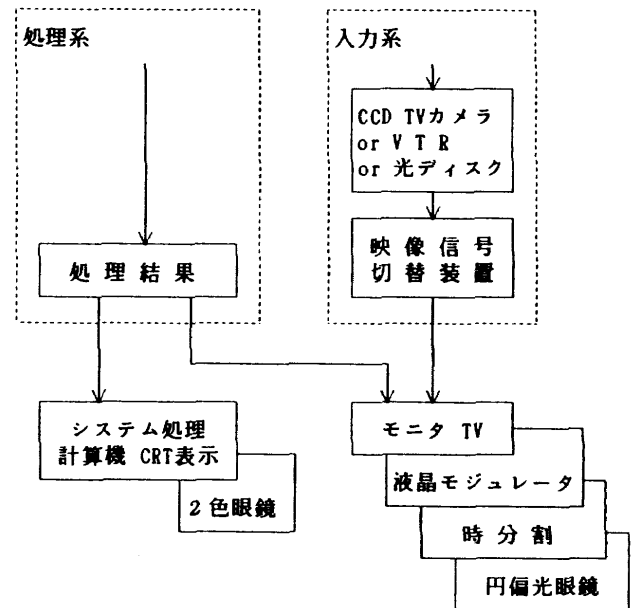 処理系
処理結果
入力系
CCD TVカメラ
or VTR
or 光ディスク
映像信号
切替装置
システム処理
計算機 CRT表示
2色眼鏡
モニタ TV
液晶モジュレータ
時分割
円偏光眼鏡